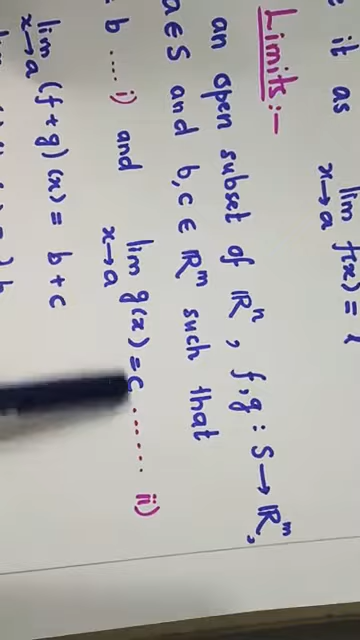 it as lim f(x) =
x→a
Limits:-
an open subset of ℝⁿ, f,g : S → ℝᵐ,
a ∈ S and b,c ∈ ℝᵐ such that
b .... i) and lim g(x) = c ....... ii)
x→a
lim (f+g)(x) = b+c
x→a